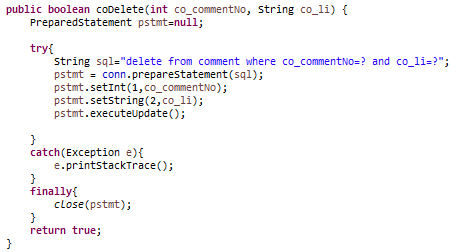 public boolean coDelete(int co_commentNo, String co_li) {
    PreparedStatement pstmt=null;
    try{
        String sql="delete from comment where co_commentNo=? and co_li=?";
        pstmt = conn.prepareStatement(sql);
        pstmt.setInt(1,co_commentNo);
        pstmt.setString(2,co_li);
        pstmt.executeUpdate();
    }
    catch(Exception e){
        e.printStackTrace();
    }
    finally{
        close(pstmt);
    }
    return true;
}